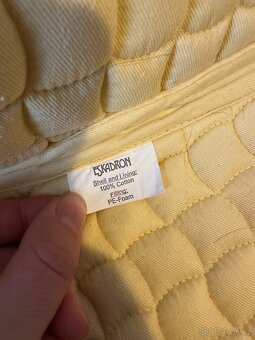 ESKADRON
Shell and Lining:
100% Cotton
Filling:
PE-Foam